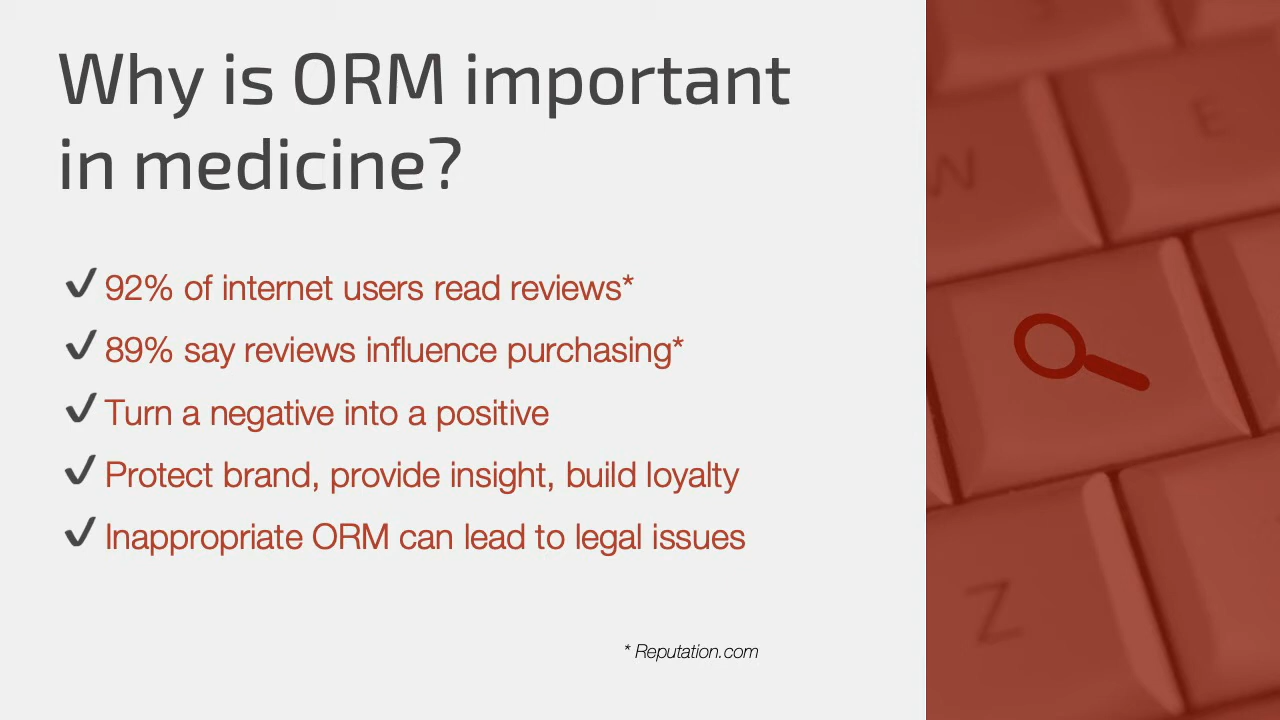 Why is ORM important
in medicine?
✔ 92% of internet users read reviews*
✔ 89% say reviews influence purchasing*
✔ Turn a negative into a positive
✔ Protect brand, provide insight, build loyalty
✔ Inappropriate ORM can lead to legal issues
* Reputation.com
W
E
Z